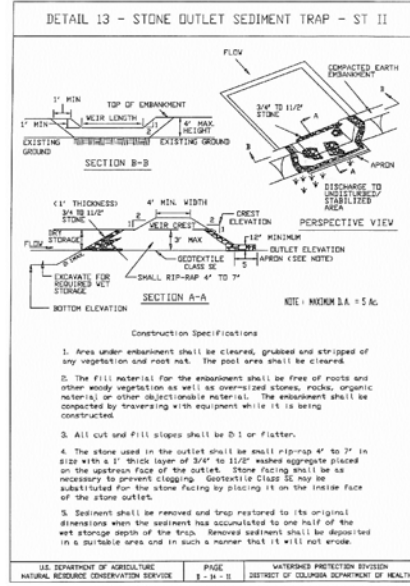 DETAIL 13 - STONE OUTLET SEDIMENT TRAP - ST II
FLOW
COMPACTED EARTH
EMBANKMENT
1' MIN
TOP OF EMBANKMENT
WEIR LENGTH
1' MIN
1
2
4' MAX.
HEIGHT
EXISTING
GROUND
EXISTING GROUND
SECTION B-B
3/4" TO 11/2"
STONE
A
B
B
A
APRON
DISCHARGE TO
UNDISTURBED/
STABILIZED
AREA
PERSPECTIVE VIEW
(1' THICKNESS)
3/4 TO 11/2"
STONE
4' MIN. WIDTH
WEIR CREST
CREST
ELEVATION
DRY
STORAGE
3' MAX
12" MINIMUM
FLOW
OUTLET ELEVATION
5
APRON (SEE NOTE)
GEOTEXTILE
CLASS SE
EXCAVATE FOR
REQUIRED WET
STORAGE
SMALL RIP-RAP 4" TO 7"
BOTTOM ELEVATION
SECTION A-A
NOTE: MAXIMUM D.A. = 5 Ac.
Construction Specifications
1. Area under embankment shall be cleared, grubbed and stripped of
any vegetation and root mat. The pool area shall be cleared.
2. The fill material for the embankment shall be free of roots and
other woody vegetation as well as over-sized stones, rocks, organic
material or other objectionable material. The embankment shall be
compacted by traversing with equipment while it is being
constructed.
3. All cut and fill slopes shall be 2:1 or flatter.
4. The stone used in the outlet shall be small rip-rap 4" to 7" in
size with a 1' thick layer of 3/4" to 11/2" washed aggregate placed
on the upstream face of the outlet. Stone facing shall be as
necessary to prevent clogging. Geotextile Class SE may be
substituted for the stone facing by placing it on the inside face
of the stone outlet.
5. Sediment shall be removed and trap restored to its original
dimensions when the sediment has accumulated to one half of the
wet storage depth of the trap. Removed sediment shall be deposited
in a suitable area and in such a manner that it will not erode.
U.S. DEPARTMENT OF AGRICULTURE
NATURAL RESOURCE CONSERVATION SERVICE
PAGE
WATERSHED PROTECTION DIVISION
DISTRICT OF COLUMBIA DEPARTMENT OF HEALTH